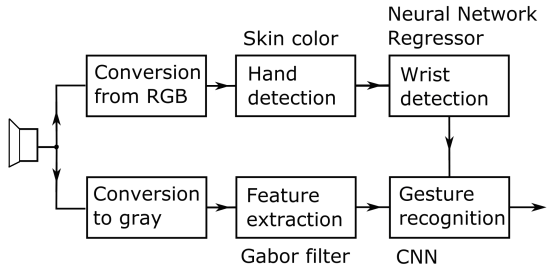 Neural Network
Regressor
Skin color
Conversion
from RGB
Hand
detection
Wrist
detection
Conversion
to gray
Feature
extraction
Gesture
recognition
Gabor filter
CNN